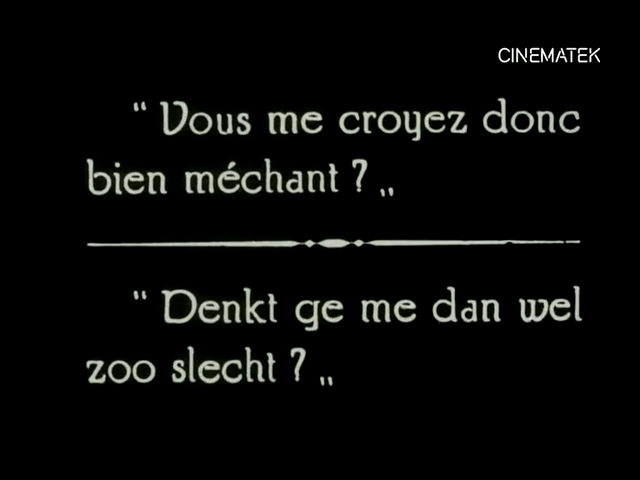 CINEMATEK
“ Vous me croyez donc
bien méchant ? „
“ Denkt ge me dan wel
zoo slecht ? „